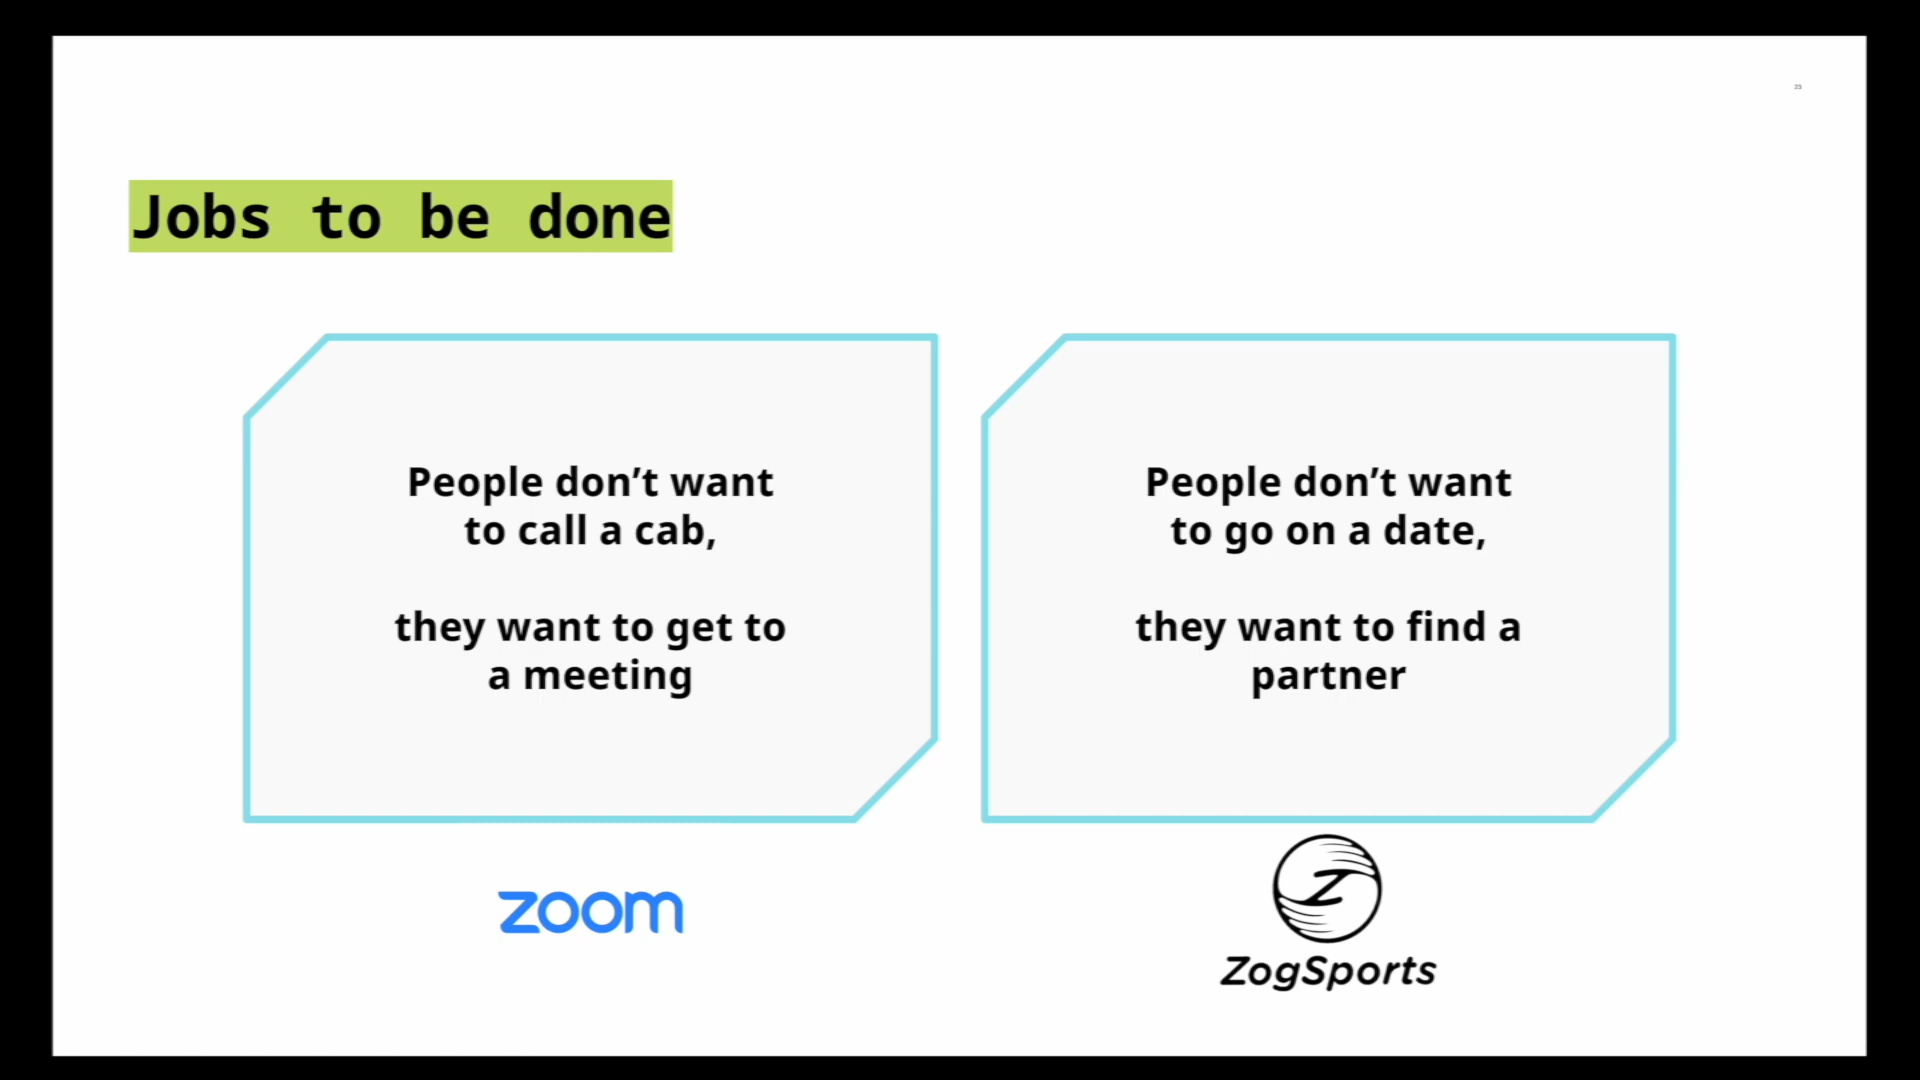 23
Jobs to be done
People don’t want
to call a cab,
they want to get to
a meeting
People don’t want
to go on a date,
they want to find a
partner
zoom
Z
ZogSports